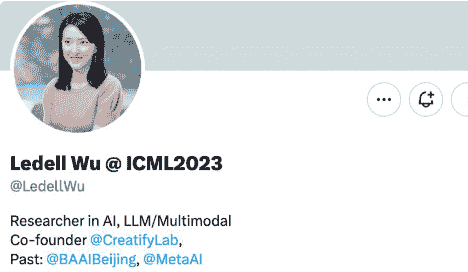 Ledell Wu @ ICML2023
@LedellWu
Researcher in AI, LLM/Multimodal
Co-founder @CreatifyLab,
Past: @BAAIBeijing, @MetaAI